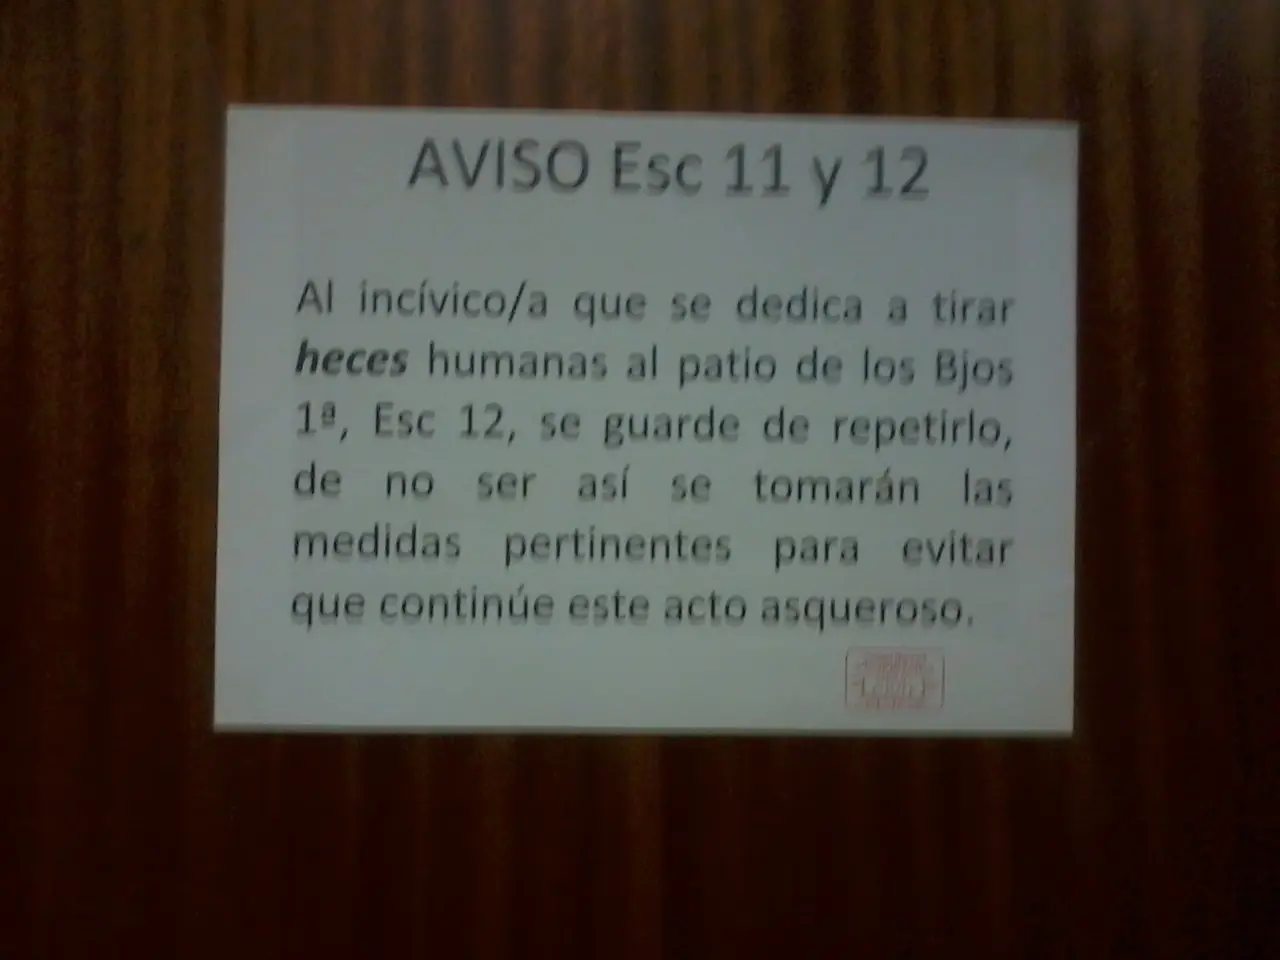 AVISO Esc 11 y 12
Al incívico/a que se dedica a tirar
heces humanas al patio de los Bjos
1ª, Esc 12, se guarde de repetirlo,
de no ser así se tomarán las
medidas pertinentes para evitar
que continúe este acto asqueroso.